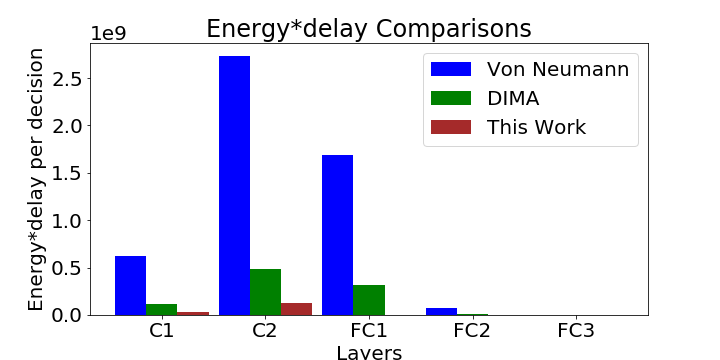 Energy*delay Comparisons
1e9
Energy*delay per decision
2.5
2.0
1.5
1.0
0.5
0.0
Von Neumann
DIMA
This Work
C1
C2
FC1
FC2
FC3
Layers